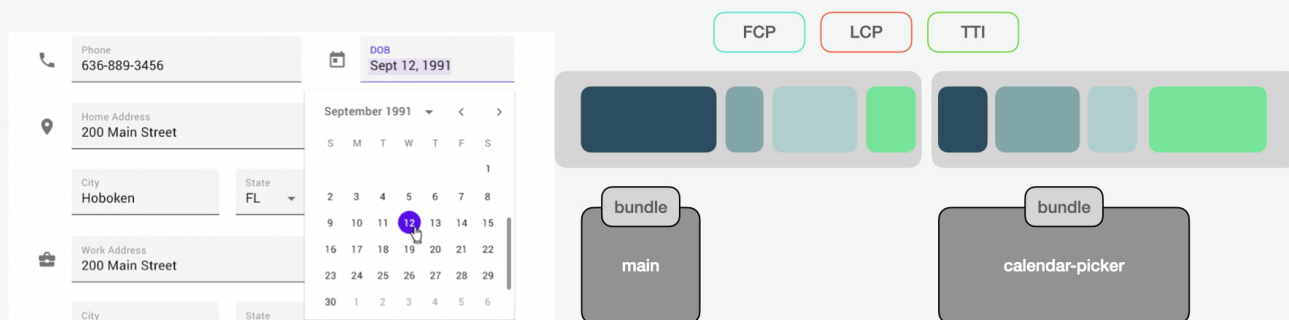 Phone
636-889-3456
DOB
Sept 12, 1991
Home Address
200 Main Street
City
Hoboken
State
FL
Work Address
200 Main Street
City
State
September 1991
S M T W T F S
1
2 3 4 5 6 7 8
9 10 11 12 13 14 15
16 17 18 19 20 21 22
23 24 25 26 27 28 29
30 1 2 3 4 5 6
FCP
LCP
TTI
bundle
main
bundle
calendar-picker